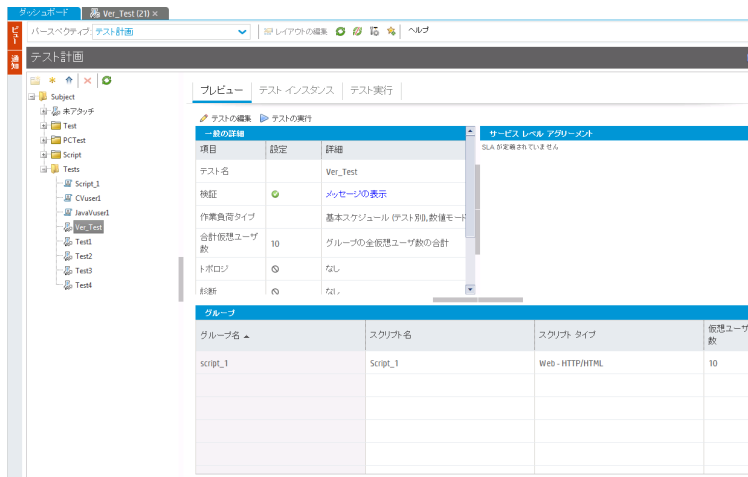 ダッシュボード
Ver_Test (21) ×
ビュー
パースペクティブ: テスト計画
レイアウトの編集
ヘルプ
通知
テスト計画
Subject
未アタッチ
Test
PCTest
Script
Tests
Script_1
CVuser1
JavaVuser1
Ver_Test
Test1
Test2
Test3
Test4
プレビュー テスト インスタンス テスト実行
テストの編集 テストの実行
一般の詳細
項目 設定 詳細
テスト名 Ver_Test
検証 メッセージの表示
作業負荷タイプ 基本スケジュール (テスト別),数値モード
合計仮想ユーザ
数 10 グループの全仮想ユーザ数の合計
トポロジ なし
診断 なし
サービス レベル アグリーメント
SLA が定義されていません
グループ
グループ名 スクリプト名 スクリプト タイプ 仮想ユーザ
数
script_1 Script_1 Web - HTTP/HTML 10